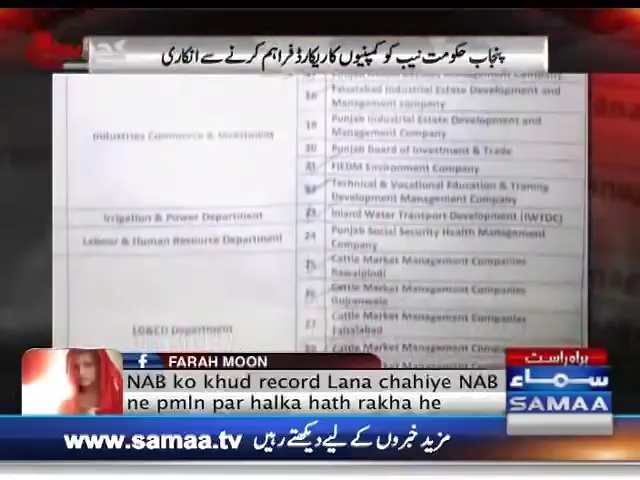 پنجاب حکومت نیب کو کمپنیوں کا ریکارڈ فراہم کرنے سے انکاری
18 Faisalabad Industrial Estate Development and Management company
Industries Commerce & Investment
19 Punjab Industrial Estate Development and Management Company
20 Punjab Board of Investment & Trade
21 FIEDM Environment Company
22 Technical & Vocational Education & Traning Development Management Company
Irrigation & Power Department 23 Inland Water Transport Development (IWTDC)
Labour & Human Resource Department 24 Punjab Social Security Health Management Company
25 Cattle Market Management Companies Rawalpindi
26 Cattle Market Management Companies Gujranwala
27 Cattle Market Management Companies Faisalabad
LG&CD Department
28 Cattle Market Management Companies
FARAH MOON
NAB ko khud record Lana chahiye NAB
ne pmln par halka hath rakha he
براہ راست
سماء
SAMAA
www.samaa.tv مزید خبروں کے لیے دیکھتے رہیں